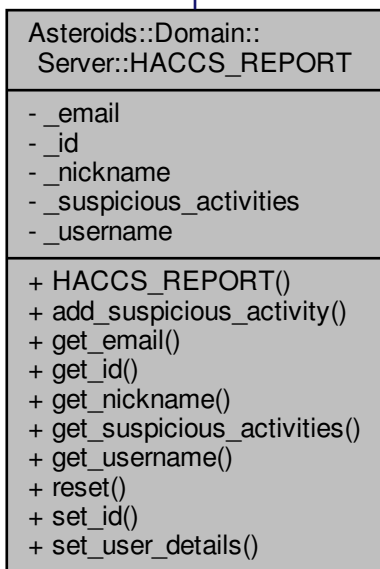 Asteroids::Domain::
Server::HACCS_REPORT
- _email
- _id
- _nickname
- _suspicious_activities
- _username
+ HACCS_REPORT()
+ add_suspicious_activity()
+ get_email()
+ get_id()
+ get_nickname()
+ get_suspicious_activities()
+ get_username()
+ reset()
+ set_id()
+ set_user_details()